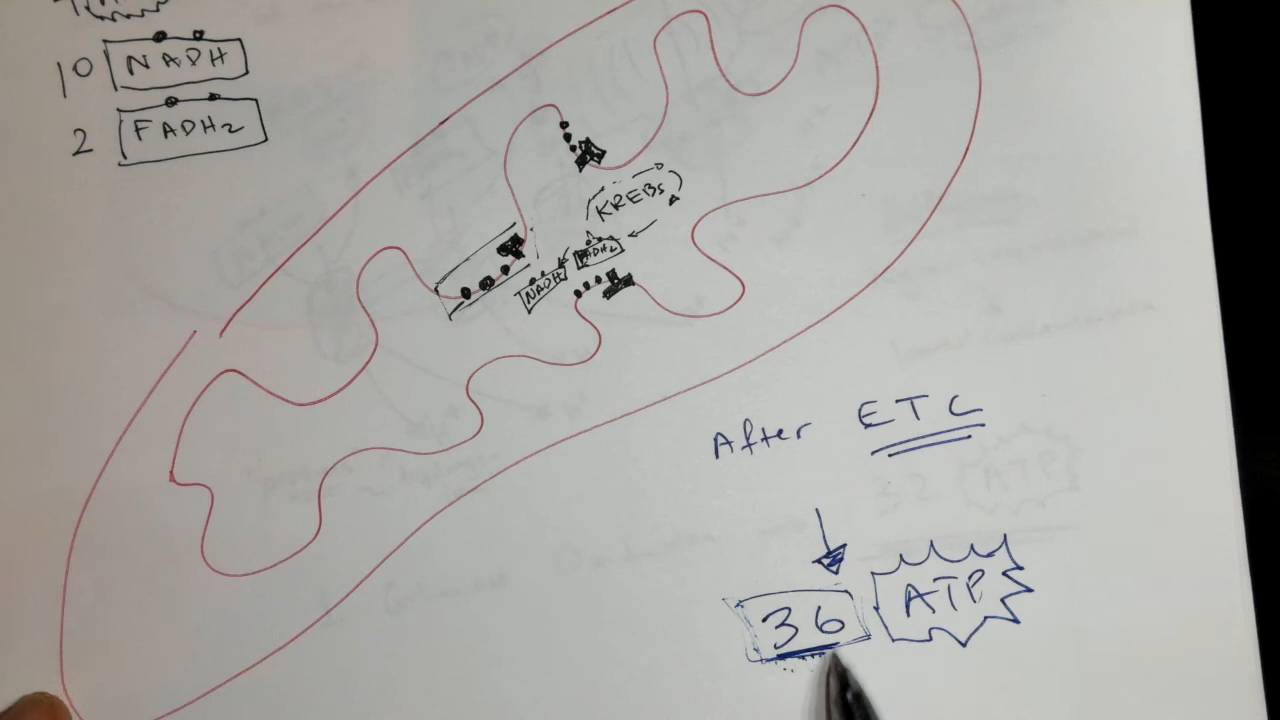 10 NADH
2 FADH2
KREBS
FADH2
NADH
After ETC
36 ATP